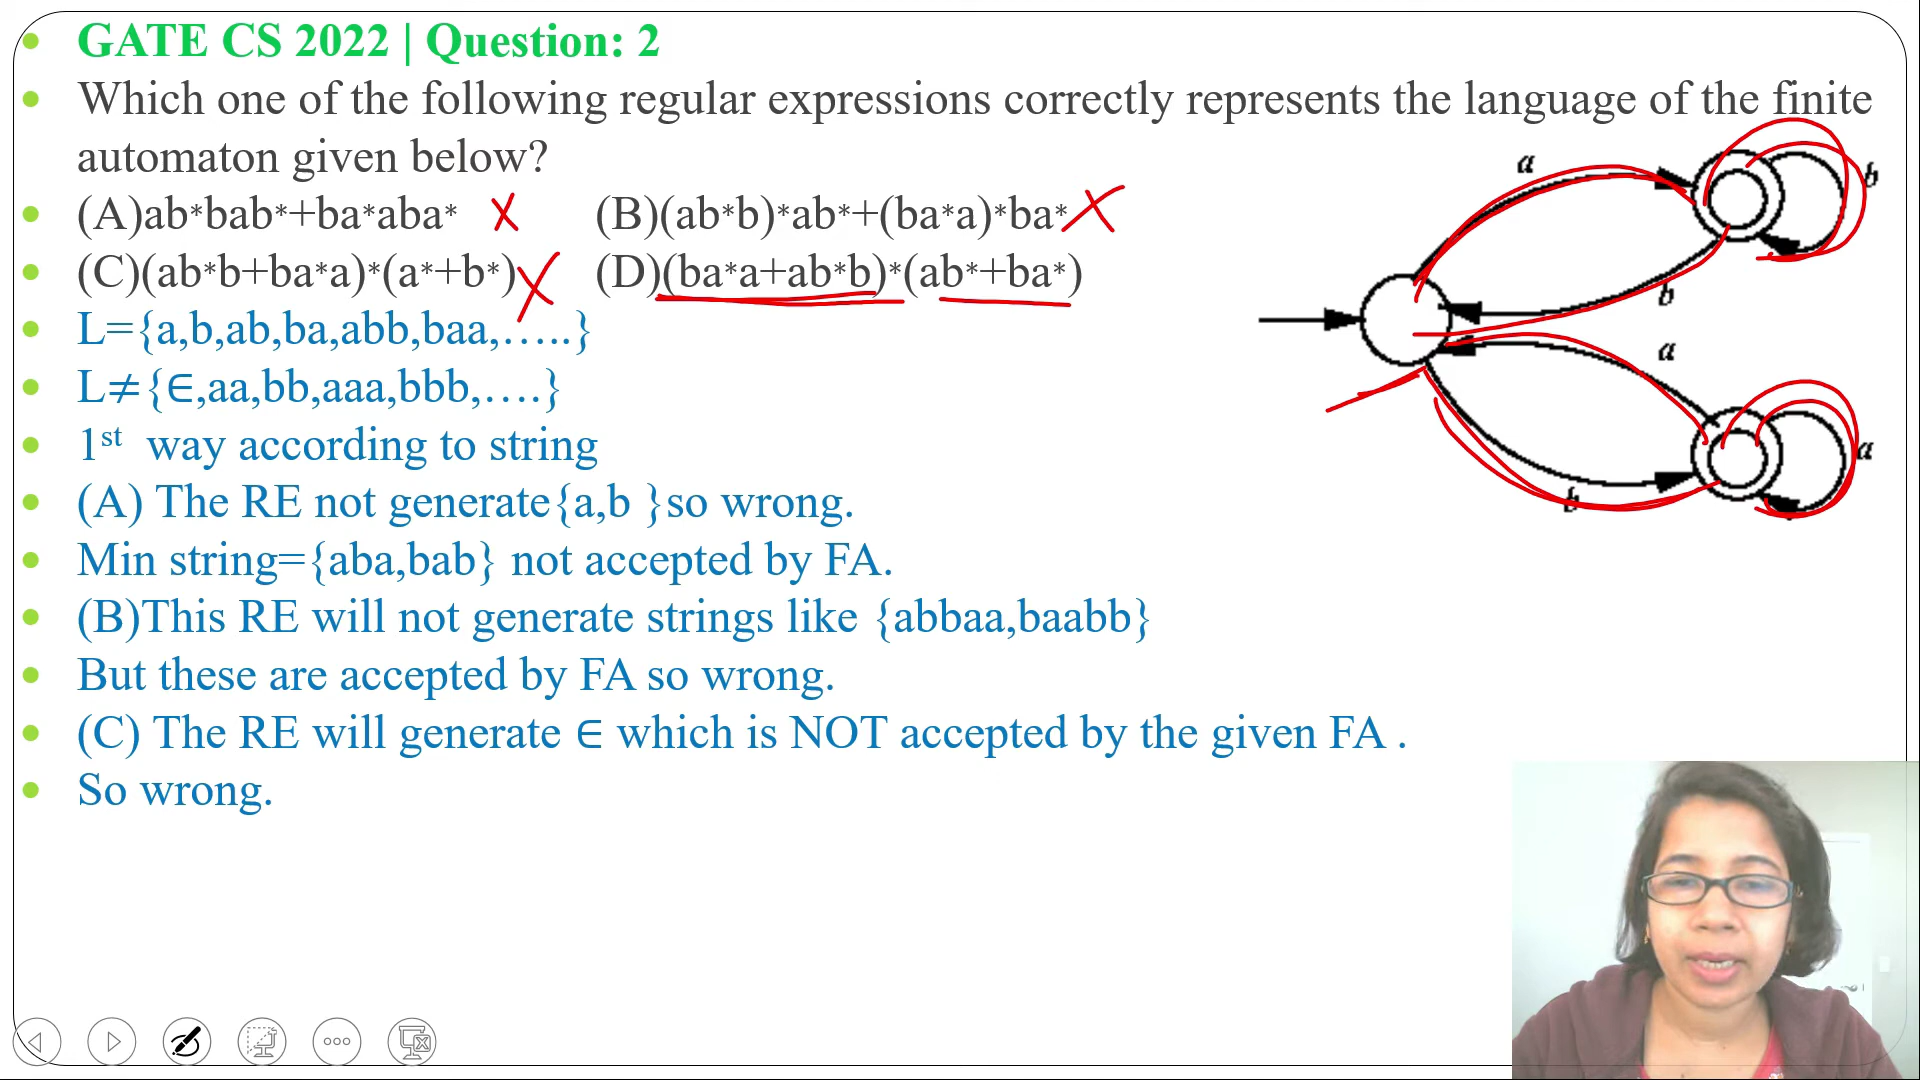 GATE CS 2022 | Question: 2
Which one of the following regular expressions correctly represents the language of the finite
automaton given below?
(A)ab*bab*+ba*aba* (B)(ab*b)*ab*+(ba*a)*ba*
(C)(ab*b+ba*a)*(a*+b*) (D)(ba*a+ab*b)*(ab*+ba*)
L={a,b,ab,ba,abb,baa,…..}
L≠{∈,aa,bb,aaa,bbb,….}
1st way according to string
(A) The RE not generate{a,b }so wrong.
Min string={aba,bab} not accepted by FA.
(B)This RE will not generate strings like {abbaa,baabb}
But these are accepted by FA so wrong.
(C) The RE will generate ∈ which is NOT accepted by the given FA .
So wrong.
a
b
b
a
a
b